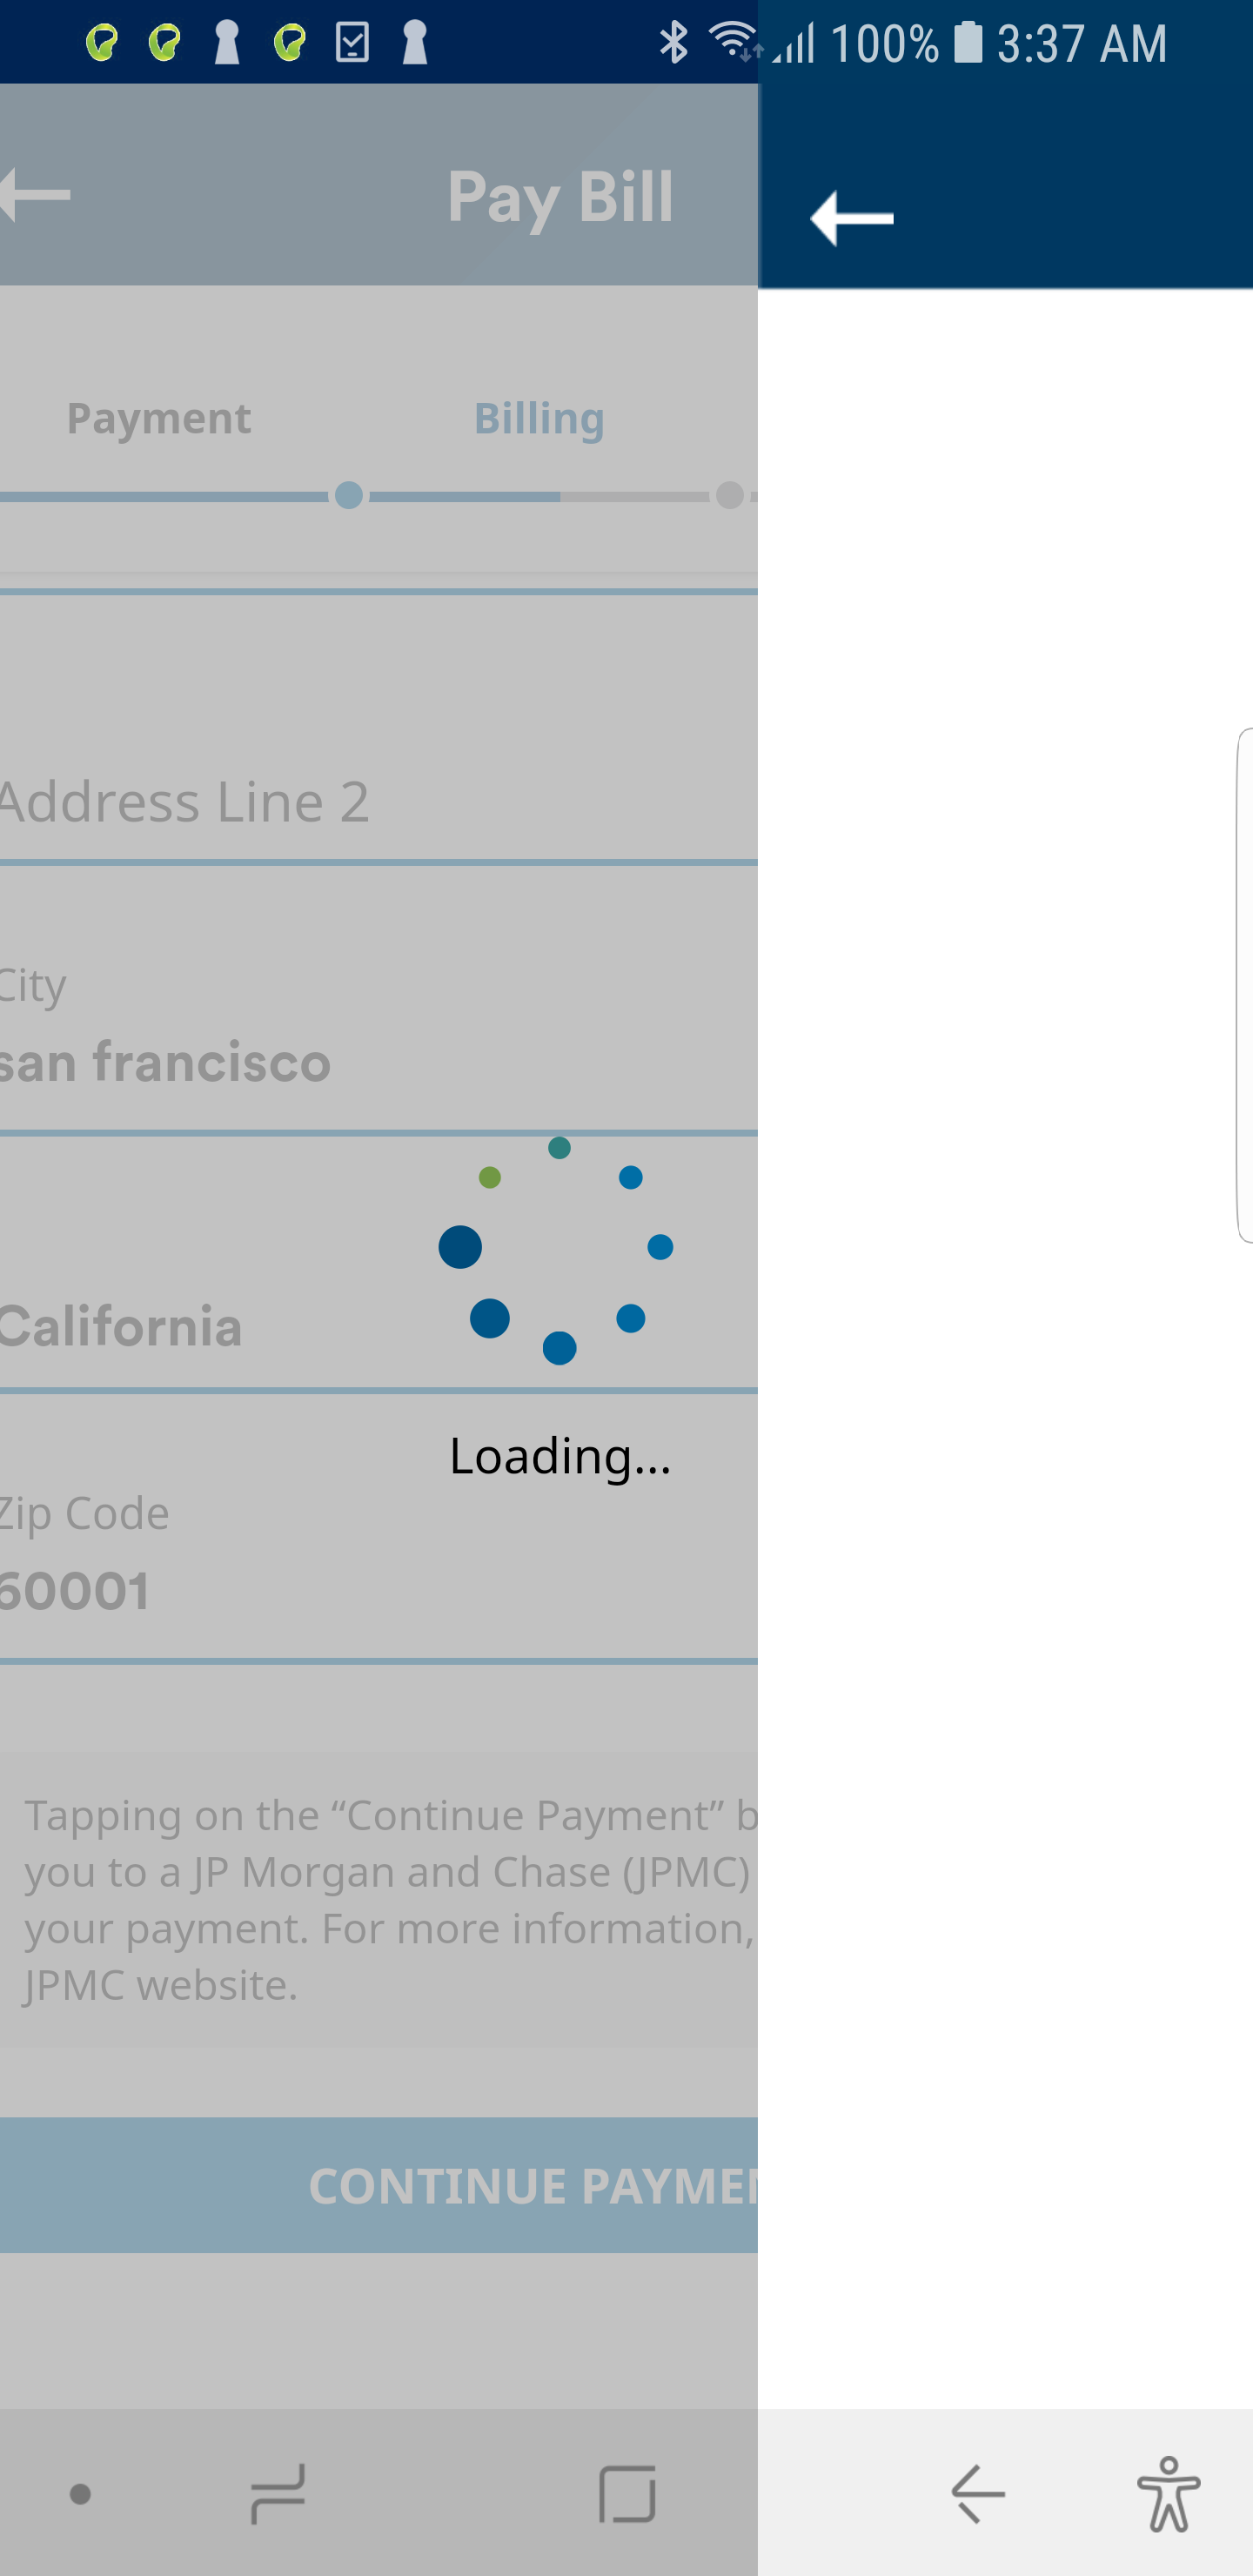 100% 3:37 AM
Pay Bill
Payment Billing
Address Line 2
City
san francisco
California
Loading...
Zip Code
60001
Tapping on the “Continue Payment” b
you to a JP Morgan and Chase (JPMC)
your payment. For more information,
JPMC website.
CONTINUE PAYMEN